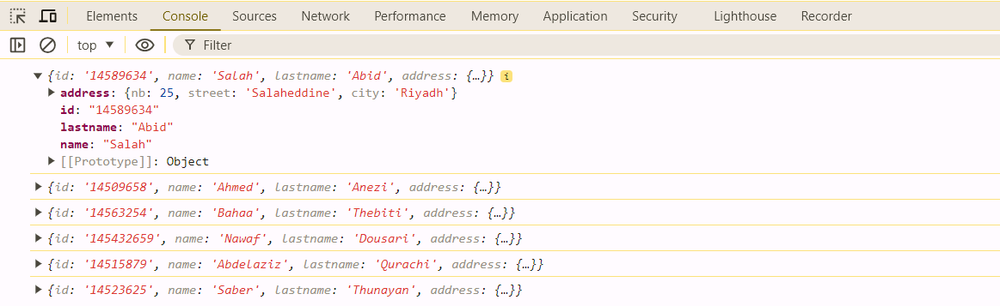 Elements Console Sources Network Performance Memory Application Security Lighthouse Recorder
top Filter
{id: '14589634', name: 'Salah', lastname: 'Abid', address: {…}} i
address: {nb: 25, street: 'Salaheddine', city: 'Riyadh'}
id: "14589634"
lastname: "Abid"
name: "Salah"
[[Prototype]]: Object
{id: '14509658', name: 'Ahmed', lastname: 'Anezi', address: {…}}
{id: '14563254', name: 'Bahaa', lastname: 'Thebiti', address: {…}}
{id: '145432659', name: 'Nawaf', lastname: 'Dousari', address: {…}}
{id: '14515879', name: 'Abdelaziz', lastname: 'Qurachi', address: {…}}
{id: '14523625', name: 'Saber', lastname: 'Thunayan', address: {…}}